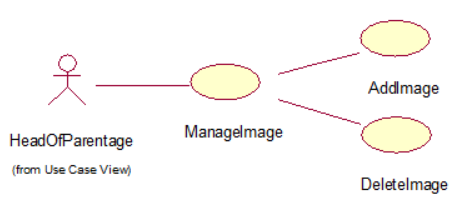 AddImage
ManageImage
HeadOfParentage
(from Use Case View)
DeleteImage